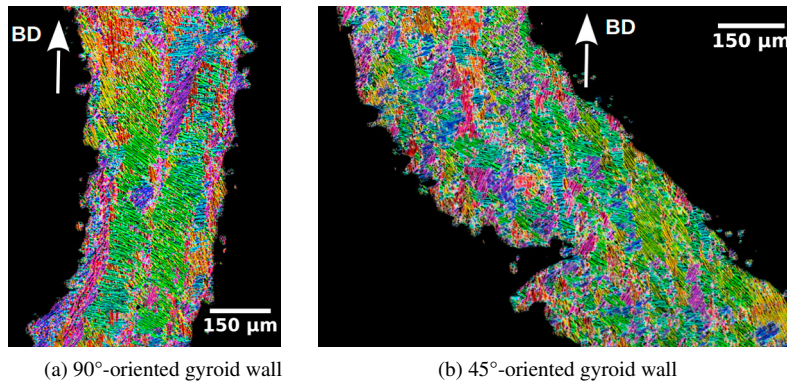 BD
150 μm
(a) 90°-oriented gyroid wall
BD
150 μm
(b) 45°-oriented gyroid wall